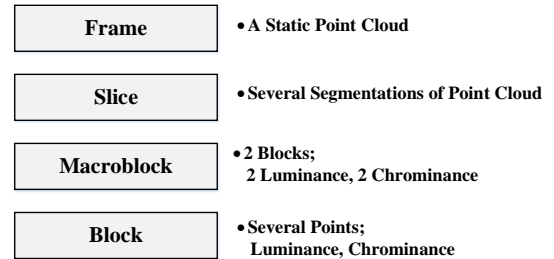 Frame
• A Static Point Cloud
Slice
• Several Segmentations of Point Cloud
Macroblock
• 2 Blocks;
2 Luminance, 2 Chrominance
Block
• Several Points;
Luminance, Chrominance